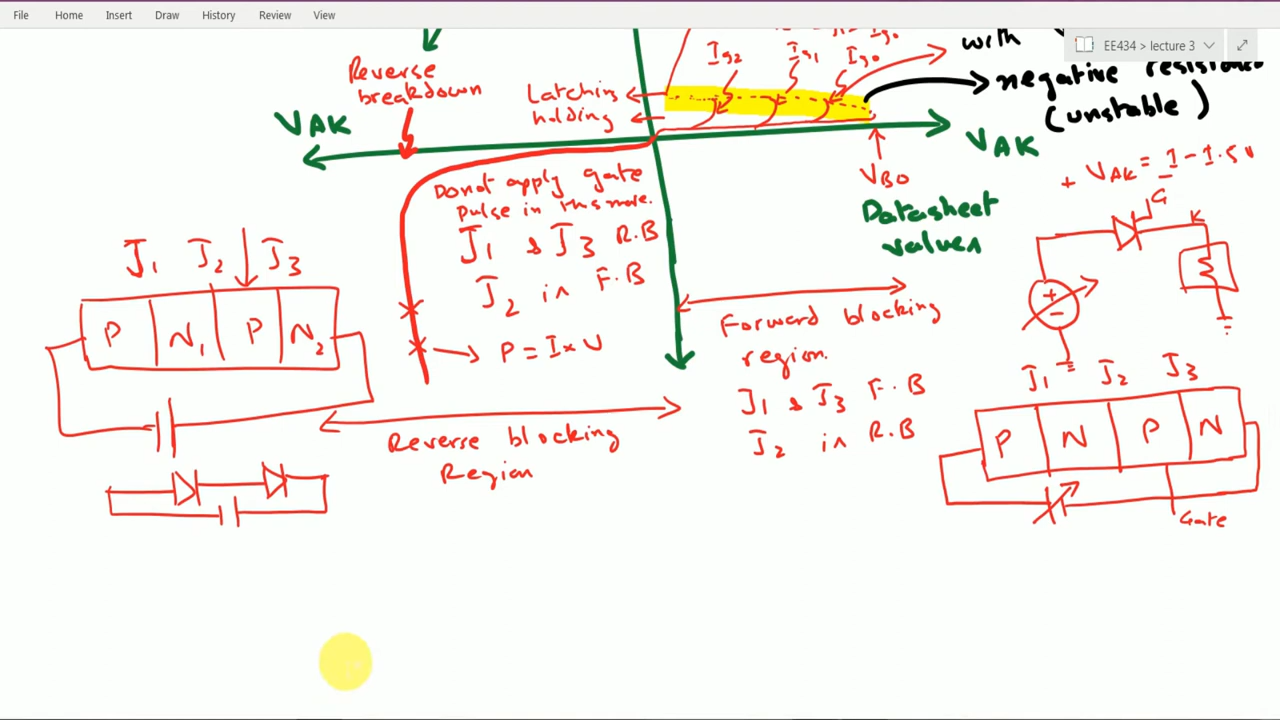 File Home Insert Draw History Review View
EE434 > lecture 3
Ig2 Ig1 Ig0
with
negative
(unstable)
Reverse
breakdown
Latching
holding
VAK
VAK
VBO
Datasheet
values
+ VAK = 1 - 1.5V
G
K
Do not apply gate
pulse in this mode.
J1 & J3 R.B
J2 in F.B
P = I × V
J1 J2 J3
P N1 P N2
Reverse blocking
Region
Forward blocking
region.
J1 & J3 F.B
J2 in R.B
+
-
J1 J2 J3
P N P N
Gate